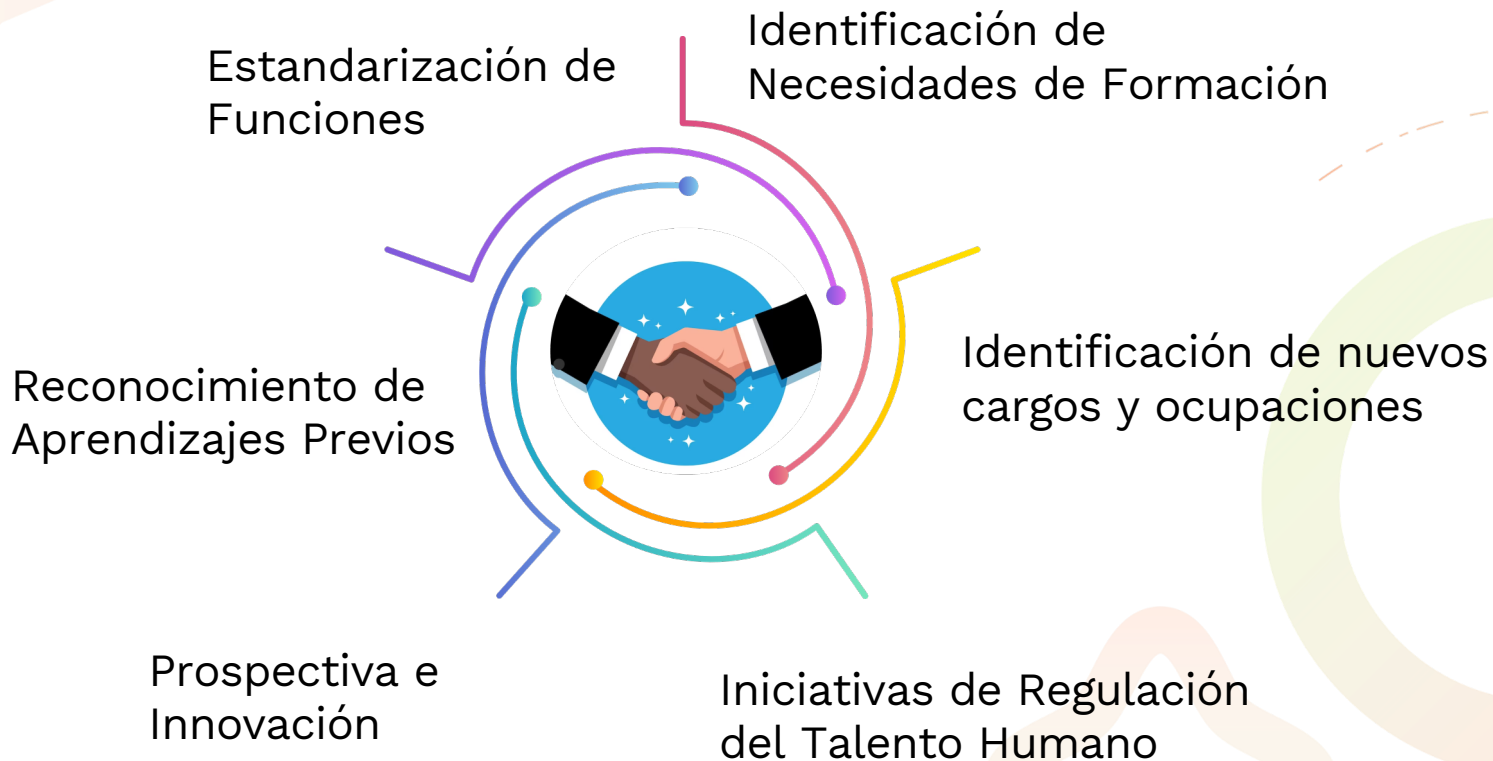 Estandarización de
Funciones
Identificación de
Necesidades de Formación
Identificación de nuevos
cargos y ocupaciones
Reconocimiento de
Aprendizajes Previos
Prospectiva e
Innovación
Iniciativas de Regulación
del Talento Humano